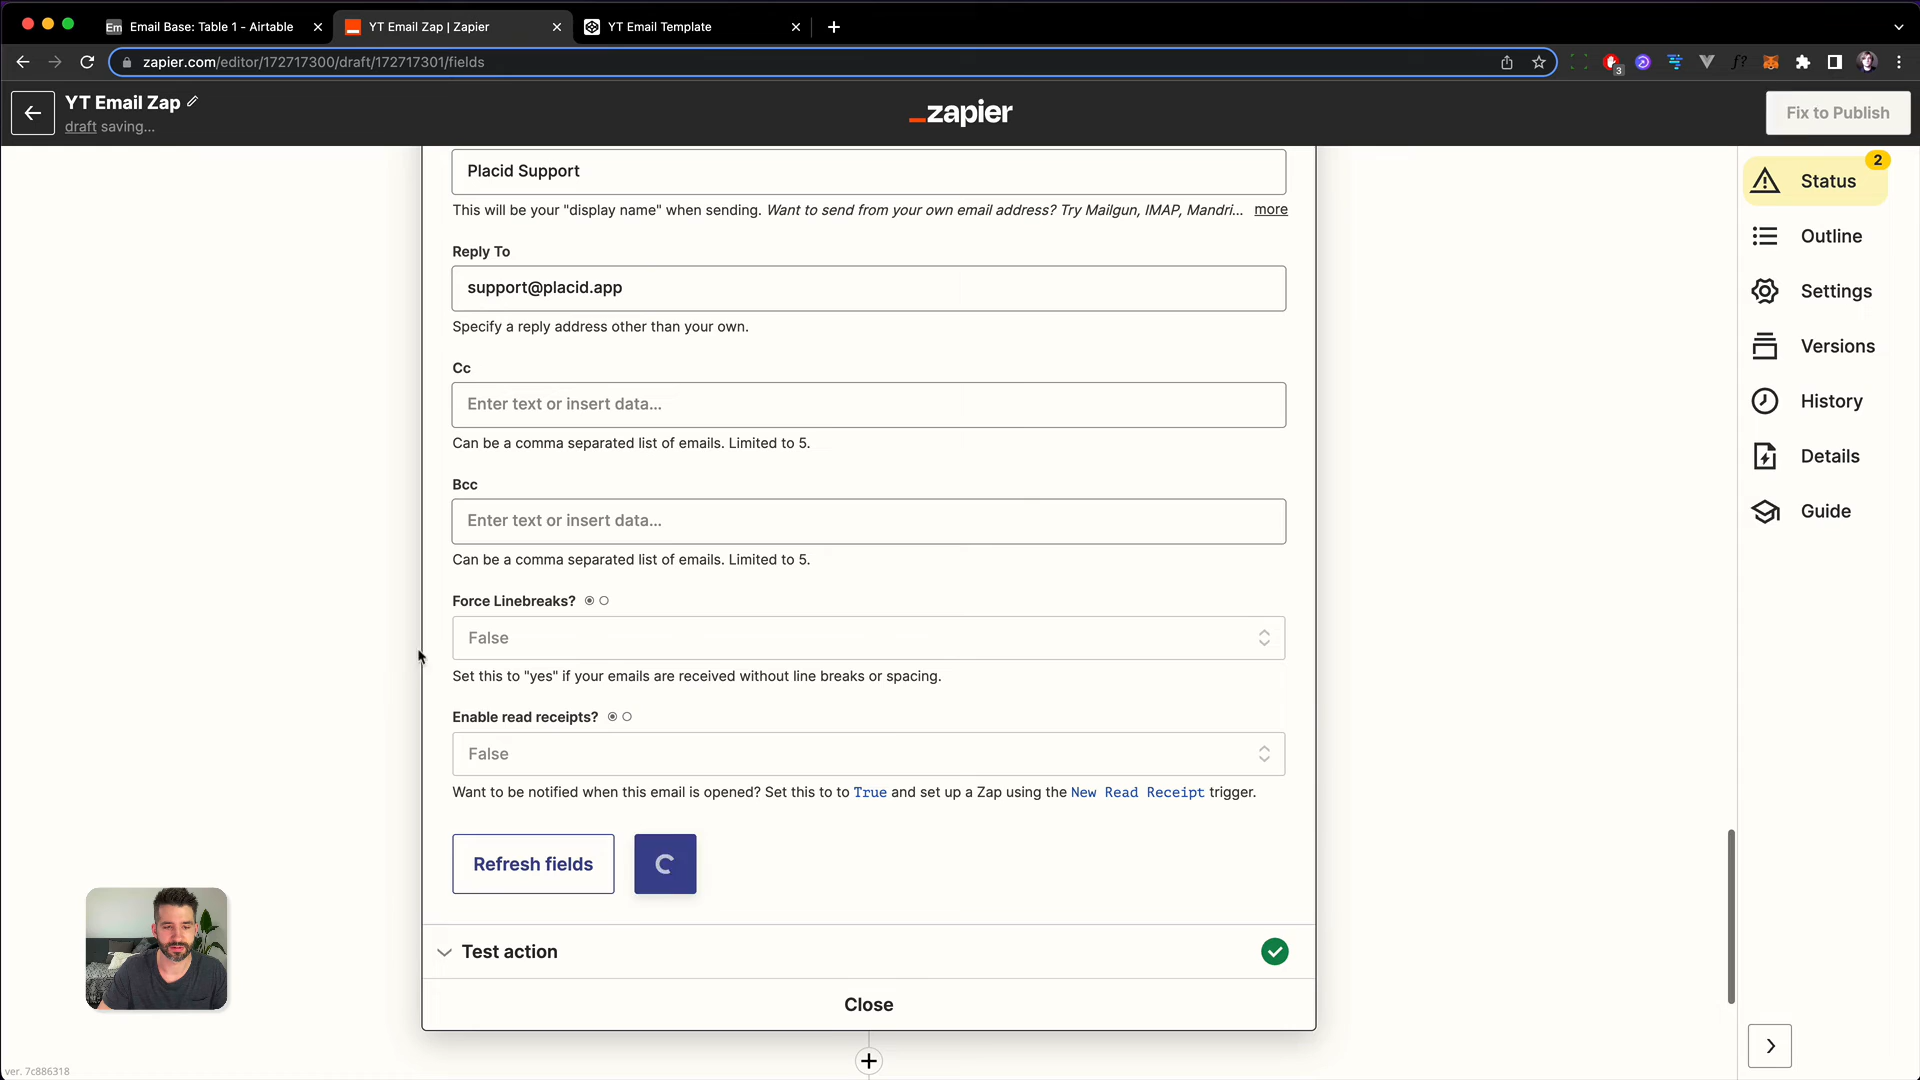 Em Email Base: Table 1 - Airtable
YT Email Zap | Zapier
YT Email Template
zapier.com/editor/172717300/draft/172717301/fields
3
f?
YT Email Zap
draft saving...
_zapier
Fix to Publish
Placid Support
This will be your "display name" when sending. Want to send from your own email address? Try Mailgun, IMAP, Mandri... more
Reply To
support@placid.app
Specify a reply address other than your own.
Cc
Enter text or insert data...
Can be a comma separated list of emails. Limited to 5.
Bcc
Enter text or insert data...
Can be a comma separated list of emails. Limited to 5.
Force Linebreaks?
False
Set this to "yes" if your emails are received without line breaks or spacing.
Enable read receipts?
False
Want to be notified when this email is opened? Set this to to True and set up a Zap using the New Read Receipt trigger.
Refresh fields
Test action
Close
2
Status
Outline
Settings
Versions
History
Details
Guide
ver. 7c886318